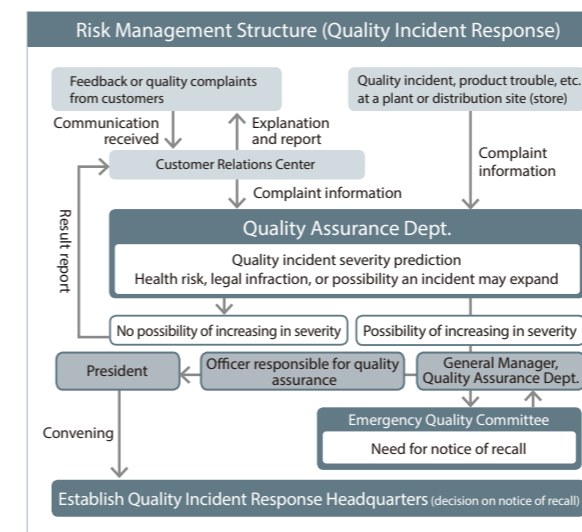 Risk Management Structure (Quality Incident Response)
Feedback or quality complaints
from customers
Quality incident, product trouble, etc.
at a plant or distribution site (store)
Communication
received
Explanation
and report
Complaint
information
Customer Relations Center
Complaint information
Result report
Quality Assurance Dept.
Quality incident severity prediction
Health risk, legal infraction, or possibility an incident may expand
No possibility of increasing in severity
Possibility of increasing in severity
President
Officer responsible for quality
assurance
General Manager,
Quality Assurance Dept.
Emergency Quality Committee
Need for notice of recall
Convening
Establish Quality Incident Response Headquarters (decision on notice of recall)